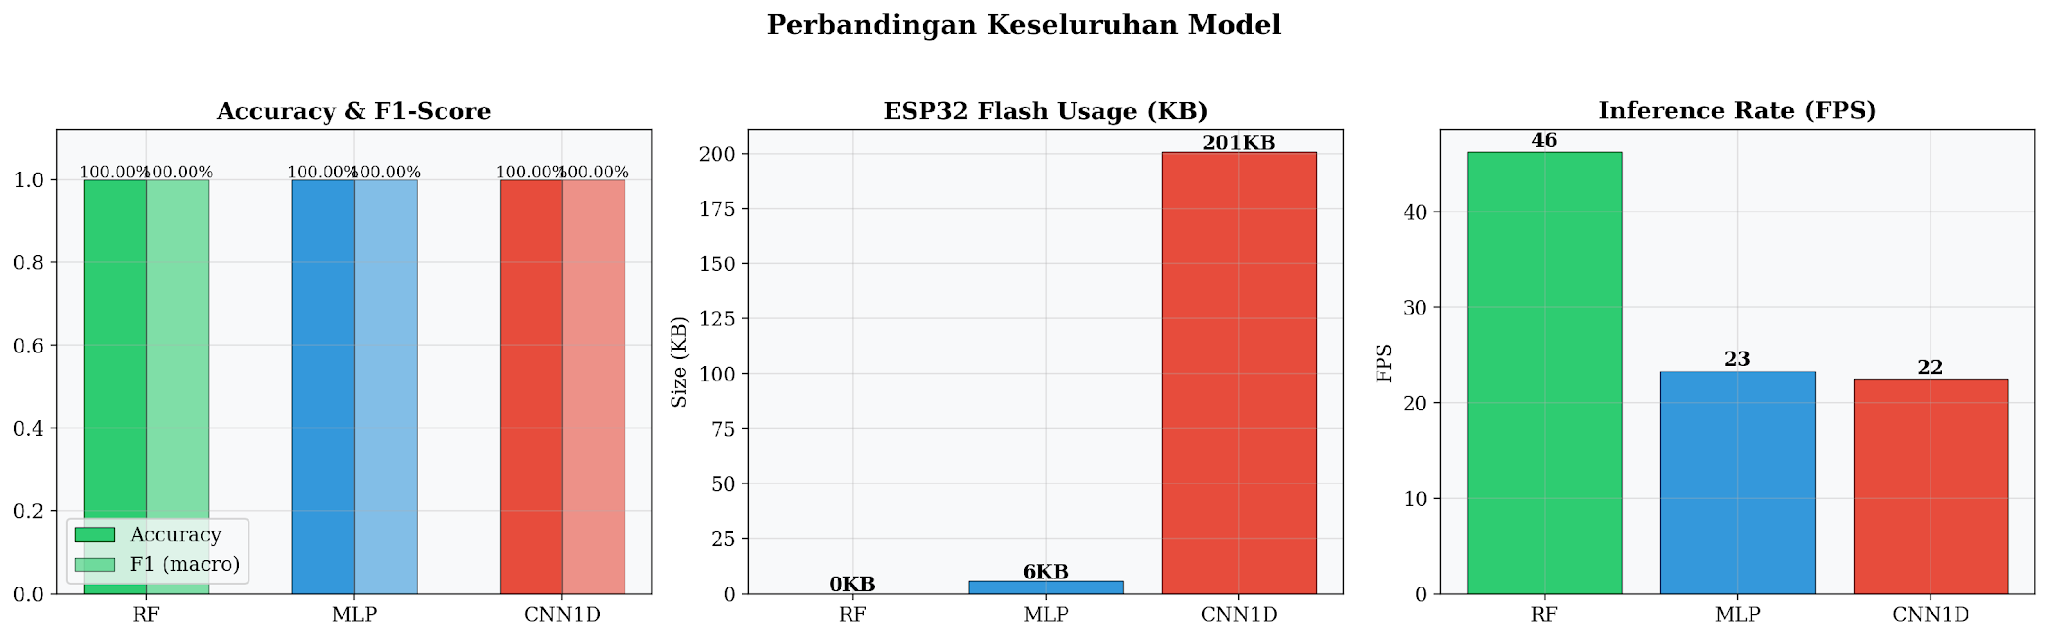 Perbandingan Keseluruhan Model
Accuracy & F1-Score
1.0
0.8
0.6
0.4
0.2
0.0
100.00%
100.00%
100.00%
100.00%
100.00%
100.00%
Accuracy
F1 (macro)
RF
MLP
CNN1D
ESP32 Flash Usage (KB)
Size (KB)
200
175
150
125
100
75
50
25
0
0KB
6KB
201KB
RF
MLP
CNN1D
Inference Rate (FPS)
FPS
40
30
20
10
0
46
23
22
RF
MLP
CNN1D